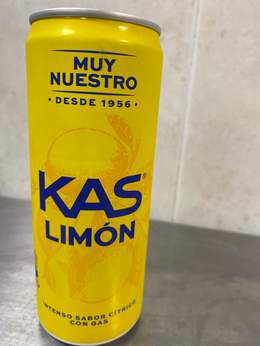 MUY
NUESTRO
• DESDE 1956 •
KAS®
LIMÓN
INTENSO SABOR CÍTRICO
CON GAS